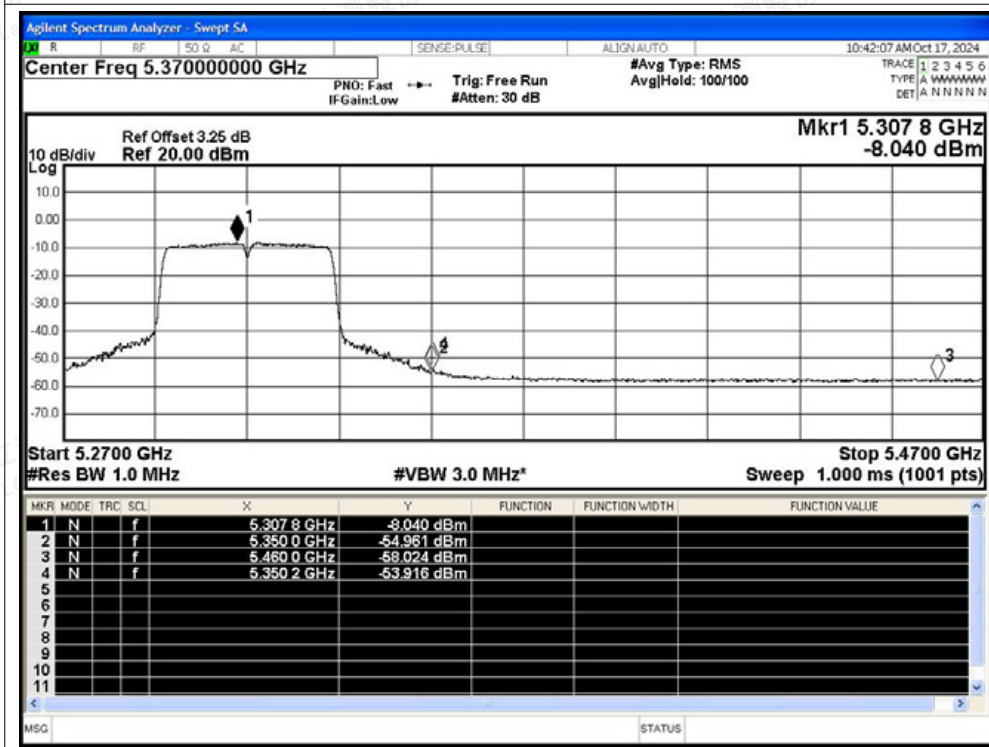 Agilent Spectrum Analyzer - Swept SA
LXI R RF 50 Ω AC SENSE:PULSE ALIGN AUTO 10:42:07 AM Oct 17, 2024
Center Freq 5.370000000 GHz
PNO: Fast
IFGain:Low
Trig: Free Run
#Atten: 30 dB
#Avg Type: RMS
Avg|Hold: 100/100
TRACE 1 2 3 4 5 6
TYPE A WWWWW
DET A N N N N N
Mkr1 5.307 8 GHz
-8.040 dBm
Ref Offset 3.25 dB
10 dB/div Ref 20.00 dBm
Log
10.0
0.00
-10.0
-20.0
-30.0
-40.0
-50.0
-60.0
-70.0
1
4
2
3
Start 5.2700 GHz Stop 5.4700 GHz
#Res BW 1.0 MHz #VBW 3.0 MHz* Sweep 1.000 ms (1001 pts)
MKR MODE TRC SCL X Y FUNCTION FUNCTION WIDTH FUNCTION VALUE
1 N f 5.307 8 GHz -8.040 dBm
2 N f 5.350 0 GHz -54.961 dBm
3 N f 5.460 0 GHz -58.024 dBm
4 N f 5.350 2 GHz -53.916 dBm
5
6
7
8
9
10
11
MSG STATUS